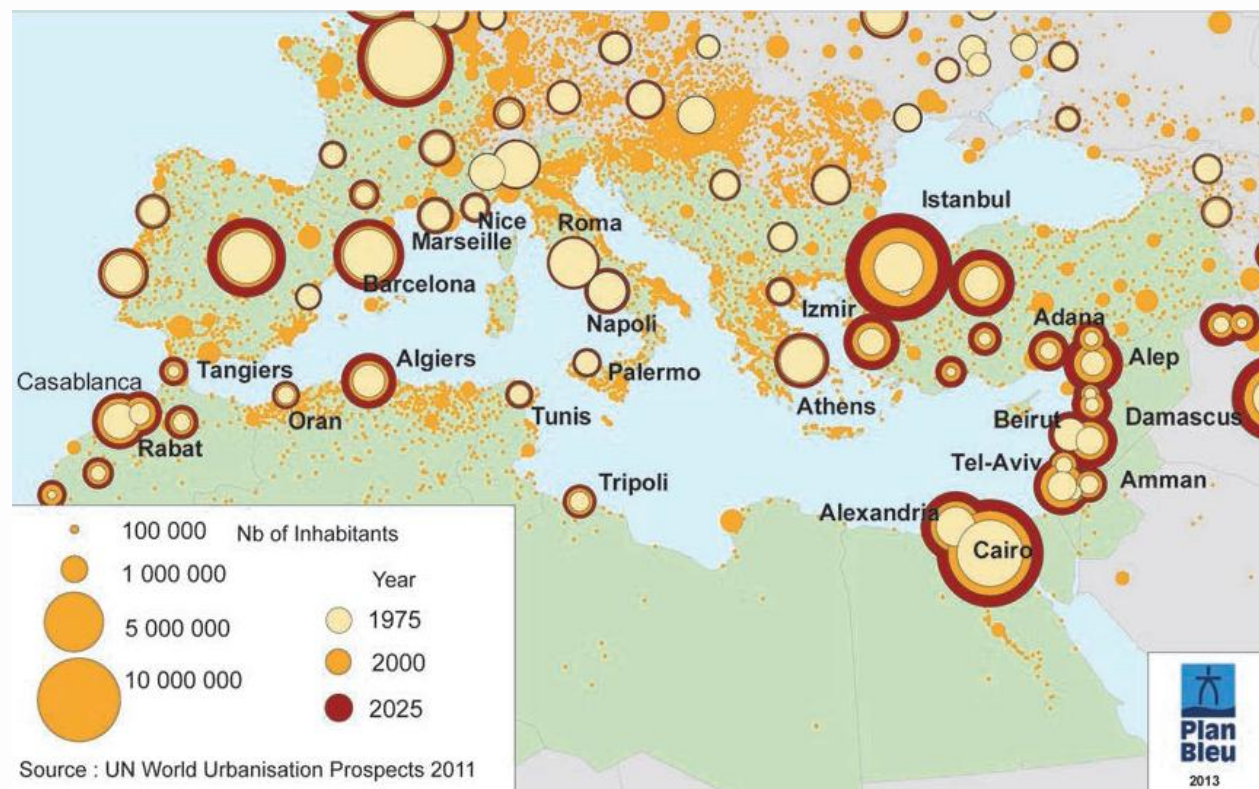 Istanbul
Nice
Roma
Marseille
Barcelona
Izmir
Napoli
Adana
Algiers
Alep
Tangiers
Palermo
Casablanca
Athens
Beirut
Damascus
Oran
Tunis
Rabat
Tel-Aviv
Tripoli
Amman
Alexandria
Cairo
100 000
Nb of Inhabitants
1 000 000
Year
1975
5 000 000
2000
10 000 000
2025
Source : UN World Urbanisation Prospects 2011
Plan
Bleu
2013